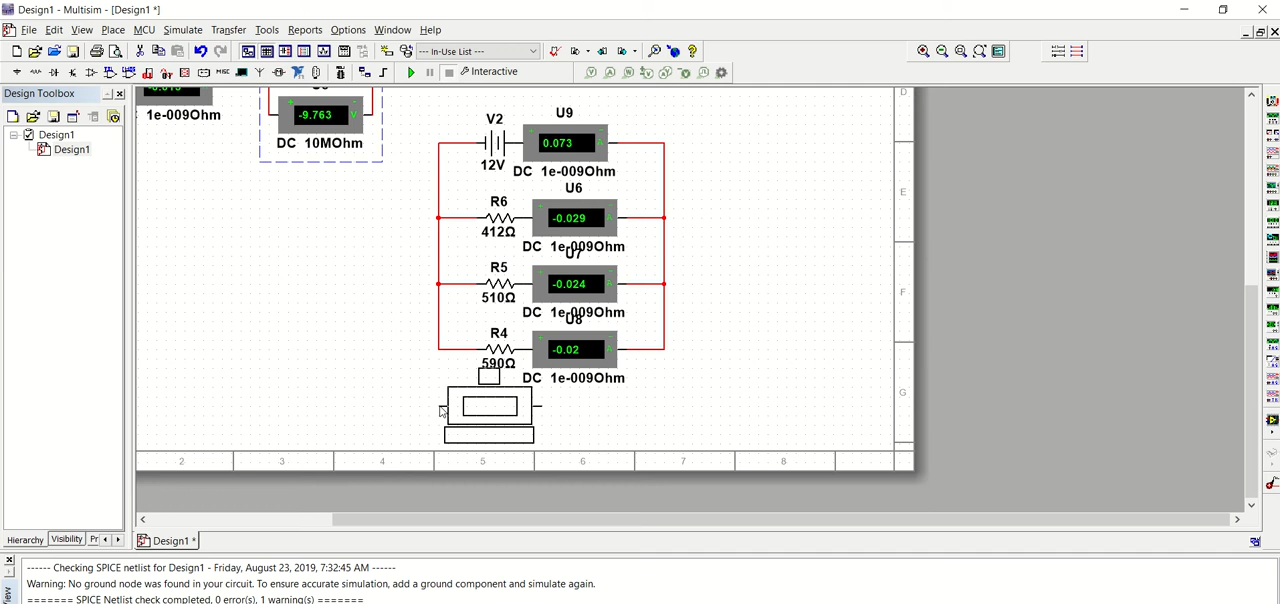 Design1 - Multisim - [Design1 *]
File Edit View Place MCU Simulate Transfer Tools Reports Options Window Help
--- In-Use List ---
Interactive
Design Toolbox
Design1
Design1
1e-009Ohm
-9.763 V
DC 10MOhm
V2
12V
U9
0.073 A
DC 1e-009Ohm
U6
R6
412Ω
-0.029 A
DC 1e-009Ohm
U7
R5
510Ω
-0.024 A
DC 1e-009Ohm
U8
R4
590Ω
-0.02 A
DC 1e-009Ohm
D
E
F
G
2 3 4 5 6 7 8
Hierarchy Visibility Pr
Design1 *
------ Checking SPICE netlist for Design1 - Friday, August 23, 2019, 7:32:45 AM ------
Warning: No ground node was found in your circuit. To ensure accurate simulation, add a ground component and simulate again.
======= SPICE Netlist check completed, 0 error(s), 1 warning(s) =======